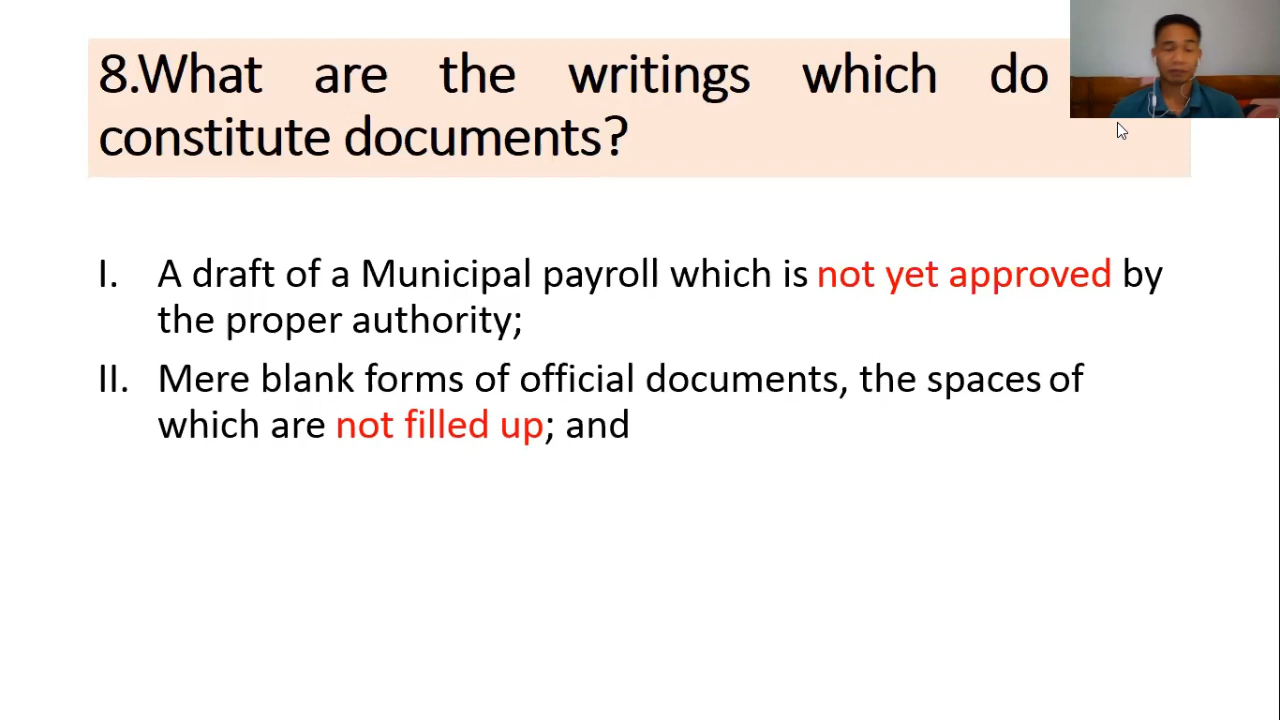 8.What are the writings which do
constitute documents?
I. A draft of a Municipal payroll which is not yet approved by
the proper authority;
II. Mere blank forms of official documents, the spaces of
which are not filled up; and